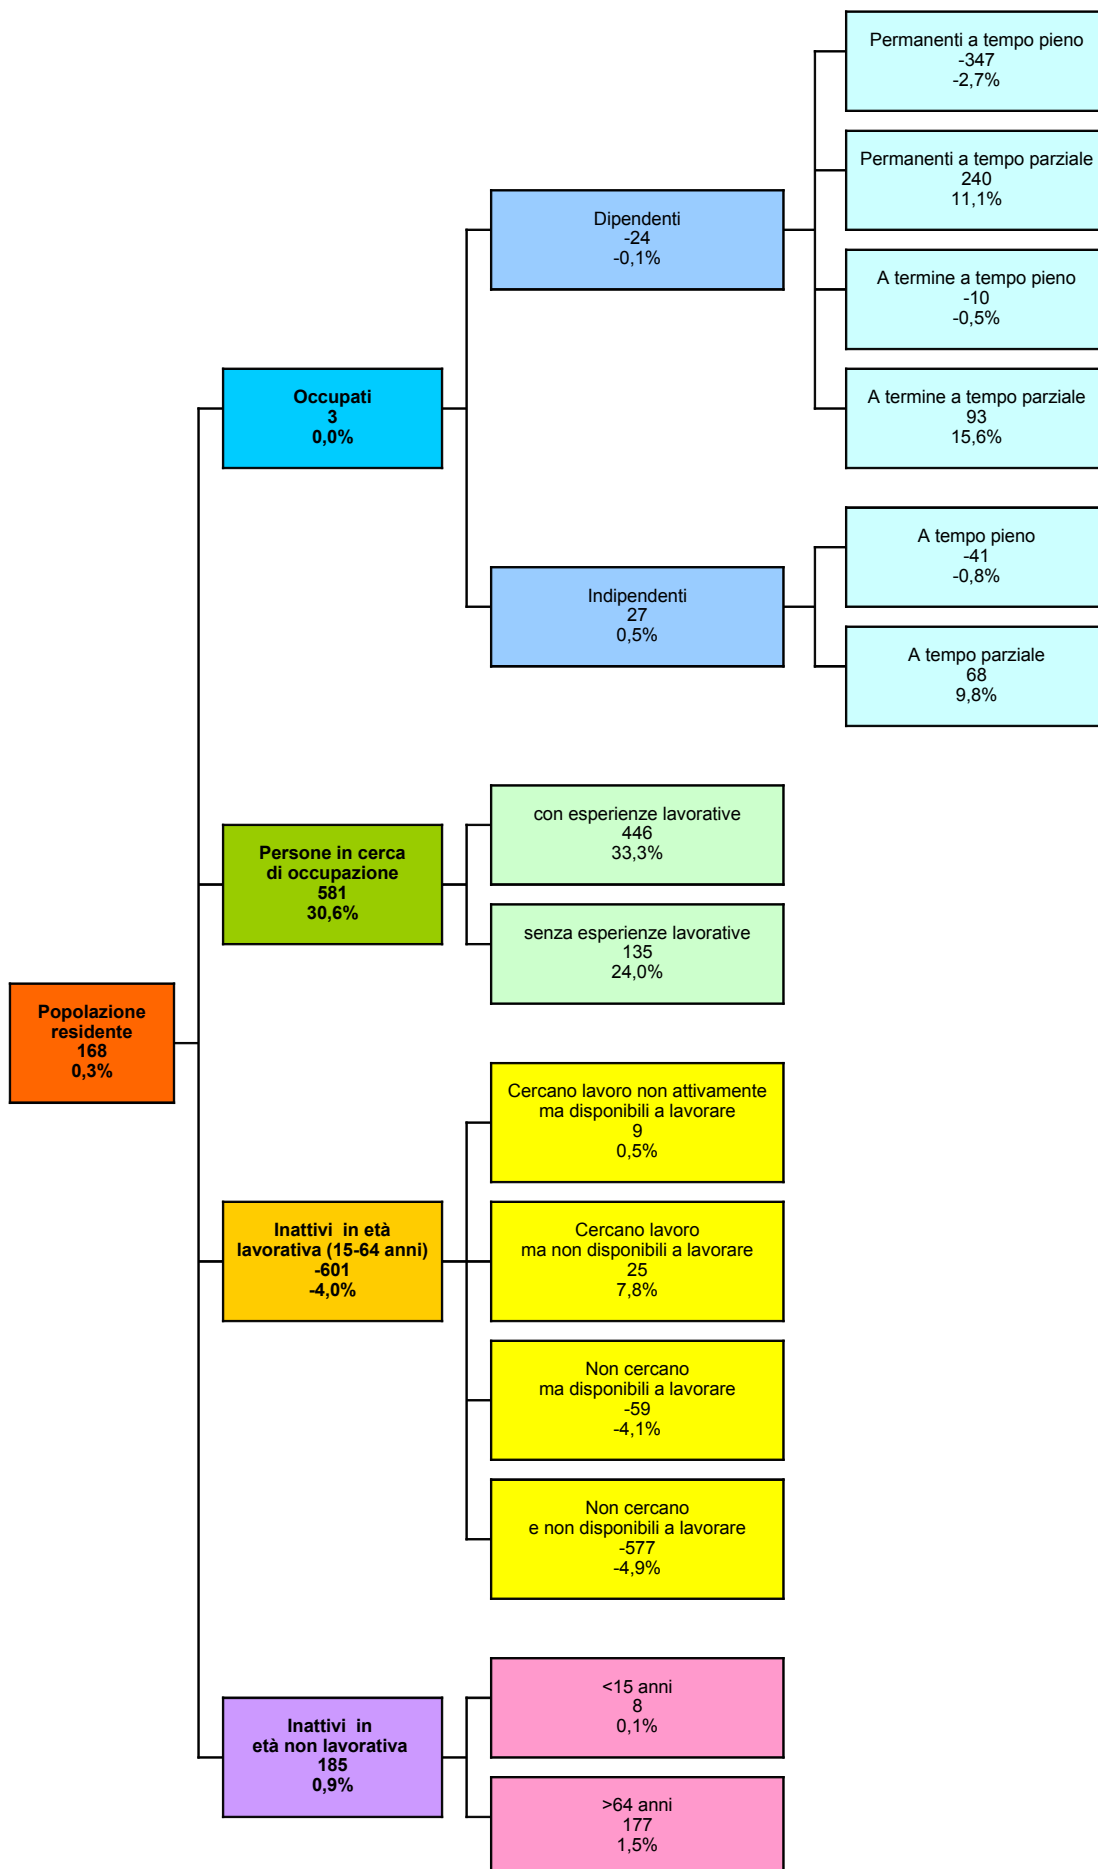 Popolazione
residente
168
0,3%
Occupati
3
0,0%
Dipendenti
-24
-0,1%
Permanenti a tempo pieno
-347
-2,7%
Permanenti a tempo parziale
240
11,1%
A termine a tempo pieno
-10
-0,5%
A termine a tempo parziale
93
15,6%
Indipendenti
27
0,5%
A tempo pieno
-41
-0,8%
A tempo parziale
68
9,8%
Persone in cerca
di occupazione
581
30,6%
con esperienze lavorative
446
33,3%
senza esperienze lavorative
135
24,0%
Inattivi in età
lavorativa (15-64 anni)
-601
-4,0%
Cercano lavoro non attivamente
ma disponibili a lavorare
9
0,5%
Cercano lavoro
ma non disponibili a lavorare
25
7,8%
Non cercano
ma disponibili a lavorare
-59
-4,1%
Non cercano
e non disponibili a lavorare
-577
-4,9%
Inattivi in
età non lavorativa
185
0,9%
<15 anni
8
0,1%
>64 anni
177
1,5%